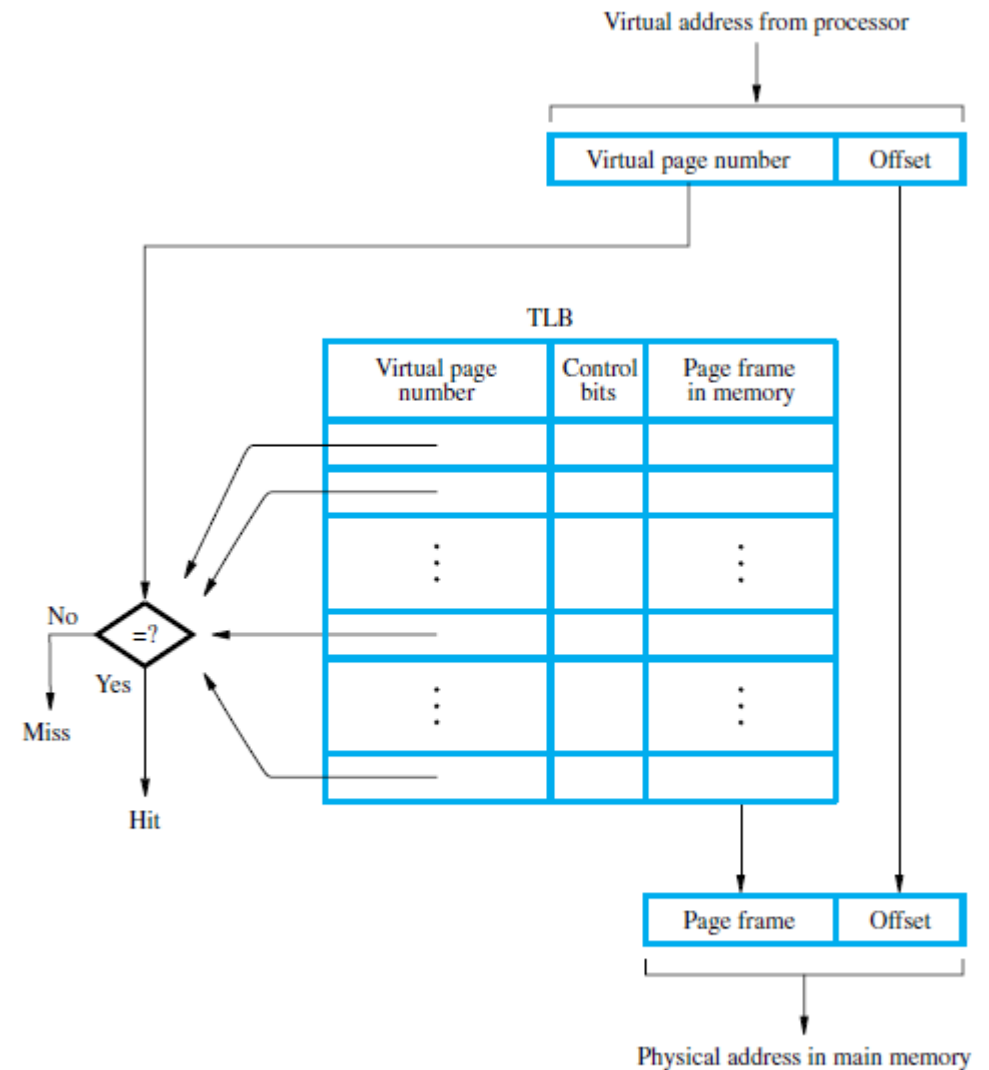 Virtual address from processor
Virtual page number
Offset
TLB
Virtual page
number
Control
bits
Page frame
in memory
No
=?
Yes
Miss
Hit
Page frame
Offset
Physical address in main memory